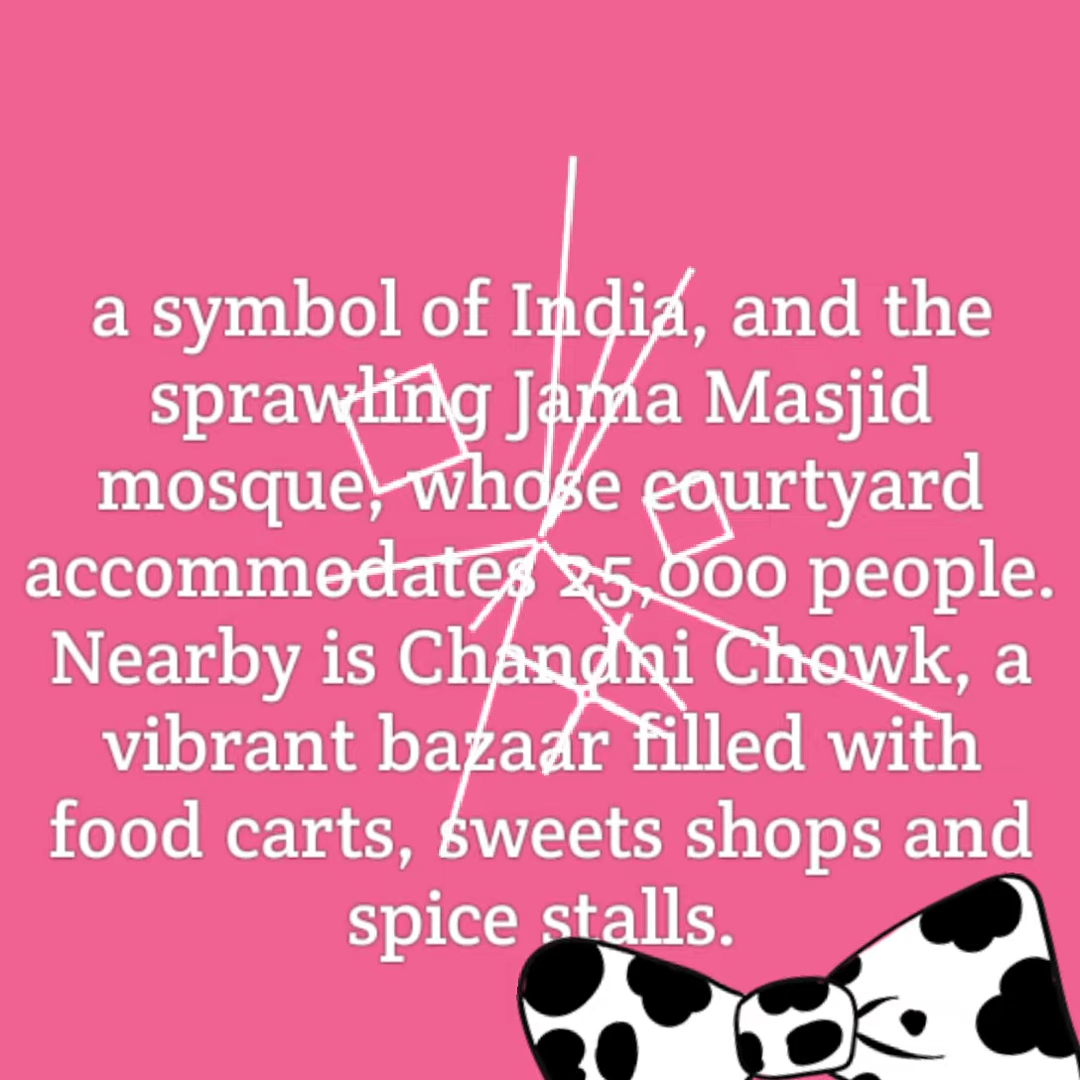 a symbol of India, and the
sprawling Jama Masjid
mosque, whose courtyard
accommodates 25,000 people.
Nearby is Chandni Chowk, a
vibrant bazaar filled with
food carts, sweets shops and
spice stalls.